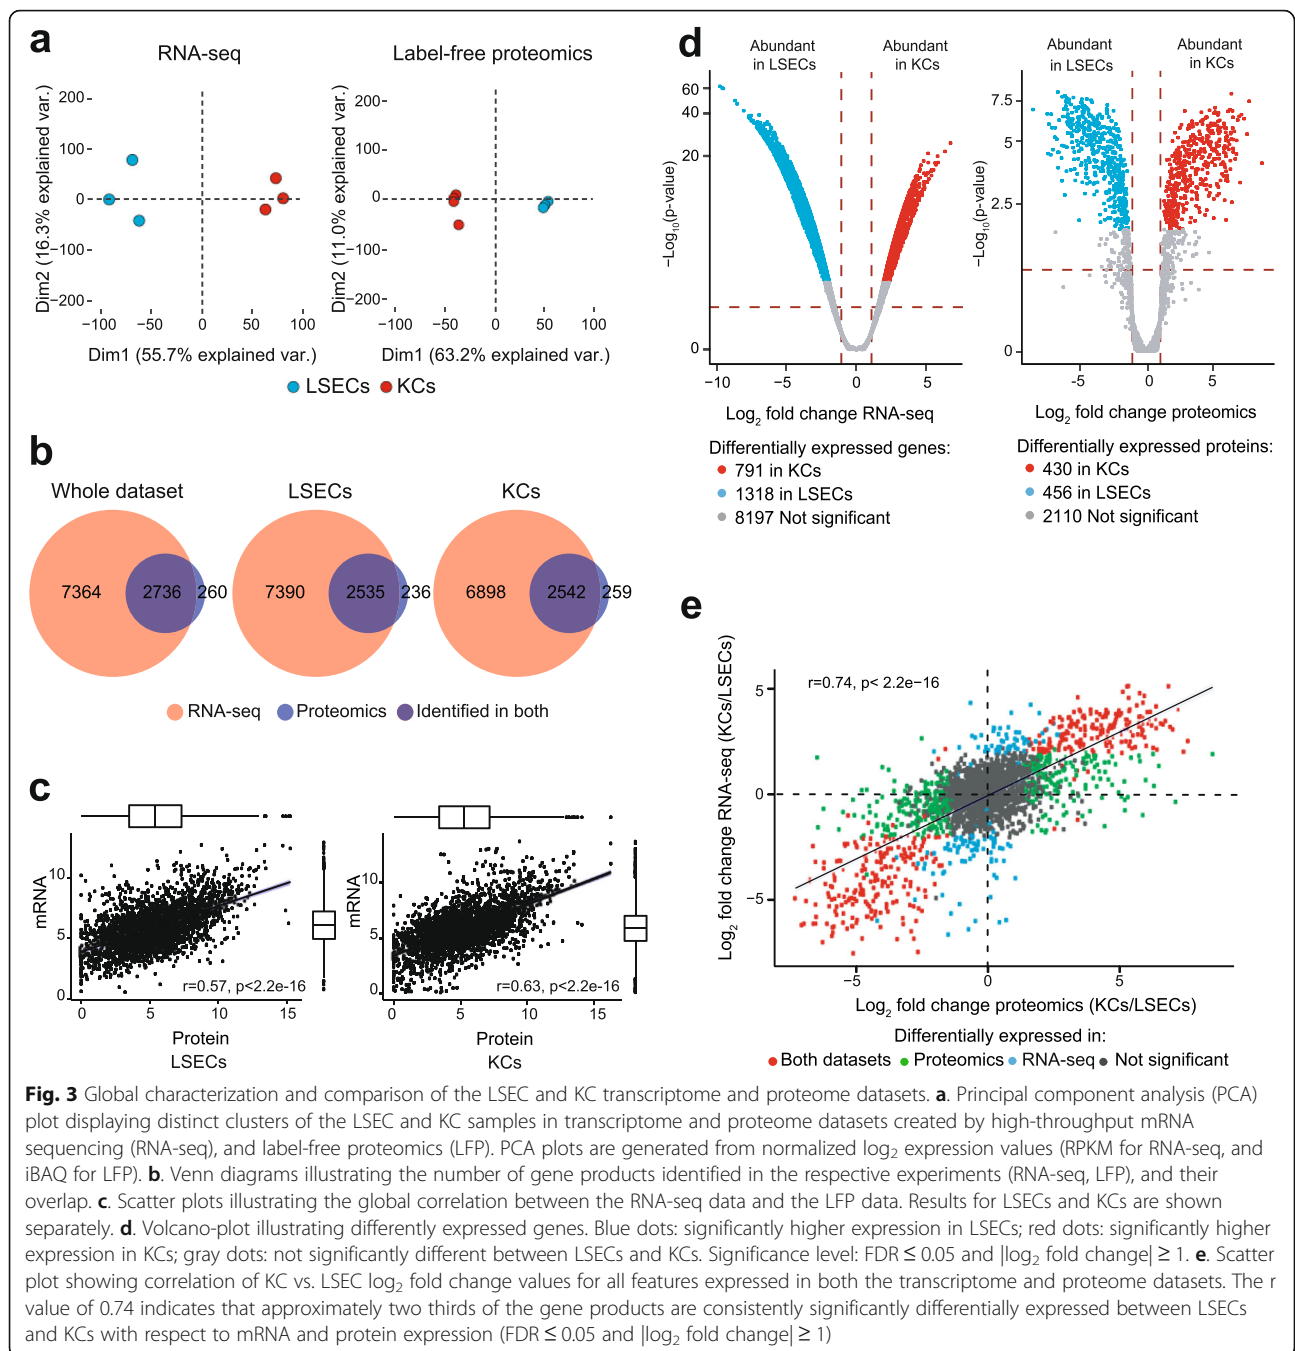 a
RNA-seq
Label-free proteomics
Dim2 (16.3% explained var.)
200
100
0
−100
−200
−100
−50
0
50
100
Dim1 (55.7% explained var.)
Dim2 (11.0% explained var.)
200
100
0
−100
−200
−100
−50
0
50
100
Dim1 (63.2% explained var.)
LSECs
KCs
b
Whole dataset
LSECs
KCs
7364
2736
260
7390
2535
236
6898
2542
259
RNA-seq
Proteomics
Identified in both
c
mRNA
10
5
0
r=0.57, p<2.2e-16
0
5
10
15
Protein
LSECs
mRNA
10
5
0
r=0.63, p<2.2e-16
0
5
10
15
Protein
KCs
d
Abundant
in LSECs
Abundant
in KCs
−Log10(p-value)
60
40
20
0
−10
−5
0
5
Log2 fold change RNA-seq
Differentially expressed genes:
791 in KCs
1318 in LSECs
8197 Not significant
Abundant
in LSECs
Abundant
in KCs
−Log10(p-value)
7.5
5
2.5
0
-5
0
5
Log2 fold change proteomics
Differentially expressed proteins:
430 in KCs
456 in LSECs
2110 Not significant
e
Log2 fold change RNA-seq (KCs/LSECs)
r=0.74, p< 2.2e−16
5
0
−5
−5
0
5
Log2 fold change proteomics (KCs/LSECs)
Differentially expressed in:
Both datasets
Proteomics
RNA-seq
Not significant
Fig. 3 Global characterization and comparison of the LSEC and KC transcriptome and proteome datasets. a. Principal component analysis (PCA)
plot displaying distinct clusters of the LSEC and KC samples in transcriptome and proteome datasets created by high-throughput mRNA
sequencing (RNA-seq), and label-free proteomics (LFP). PCA plots are generated from normalized log2 expression values (RPKM for RNA-seq, and
iBAQ for LFP). b. Venn diagrams illustrating the number of gene products identified in the respective experiments (RNA-seq, LFP), and their
overlap. c. Scatter plots illustrating the global correlation between the RNA-seq data and the LFP data. Results for LSECs and KCs are shown
separately. d. Volcano-plot illustrating differently expressed genes. Blue dots: significantly higher expression in LSECs; red dots: significantly higher
expression in KCs; gray dots: not significantly different between LSECs and KCs. Significance level: FDR ≤ 0.05 and |log2 fold change| ≥ 1. e. Scatter
plot showing correlation of KC vs. LSEC log2 fold change values for all features expressed in both the transcriptome and proteome datasets. The r
value of 0.74 indicates that approximately two thirds of the gene products are consistently significantly differentially expressed between LSECs
and KCs with respect to mRNA and protein expression (FDR ≤ 0.05 and |log2 fold change| ≥ 1)